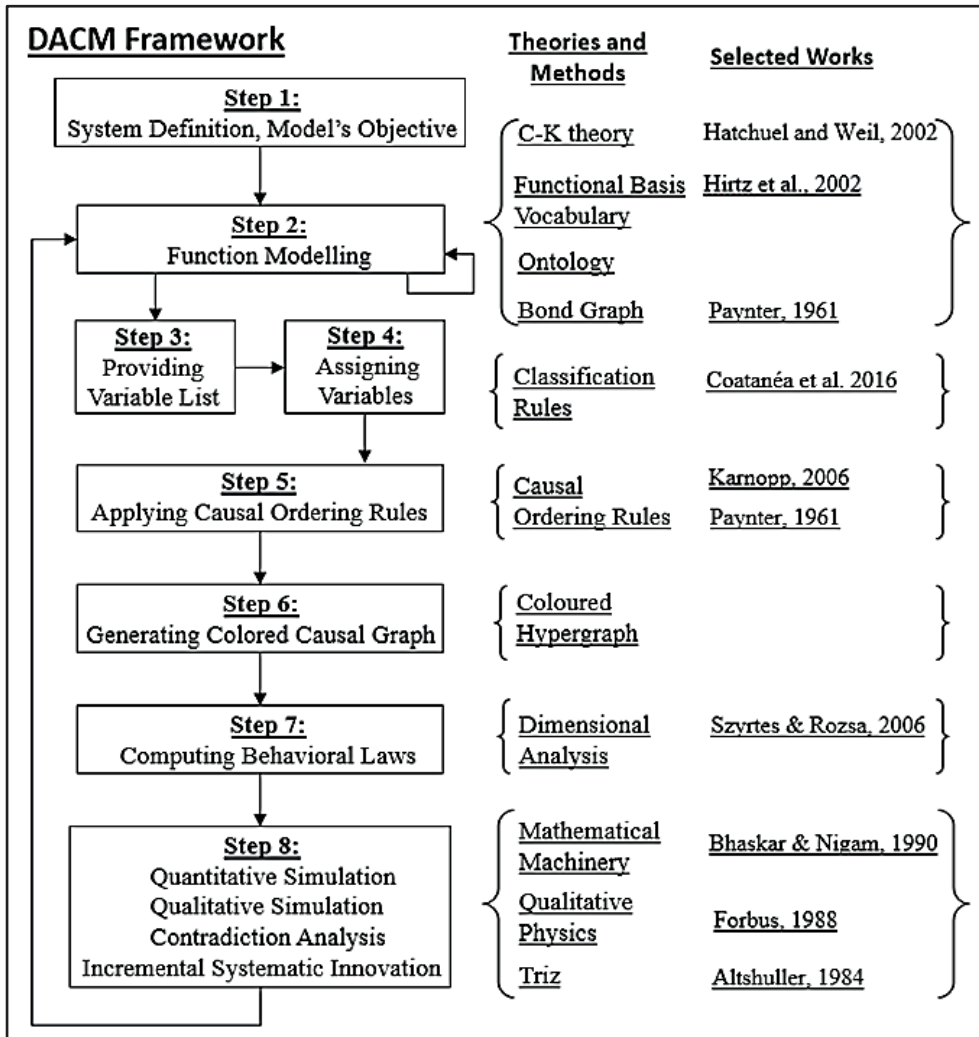 DACM Framework
Theories and
Methods
Selected Works
Step 1:
System Definition, Model's Objective
Step 2:
Function Modelling
Step 3:
Providing
Variable List
Step 4:
Assigning
Variables
Step 5:
Applying Causal Ordering Rules
Step 6:
Generating Colored Causal Graph
Step 7:
Computing Behavioral Laws
Step 8:
Quantitative Simulation
Qualitative Simulation
Contradiction Analysis
Incremental Systematic Innovation
C-K theory
Hatchuel and Weil, 2002
Functional Basis
Vocabulary
Hirtz et al., 2002
Ontology
Bond Graph
Paynter, 1961
Classification
Rules
Coatanéa et al. 2016
Causal
Ordering Rules
Karnopp, 2006
Paynter, 1961
Coloured
Hypergraph
Dimensional
Analysis
Szyrtes & Rozsa, 2006
Mathematical
Machinery
Bhaskar & Nigam, 1990
Qualitative
Physics
Forbus, 1988
Triz
Altshuller, 1984